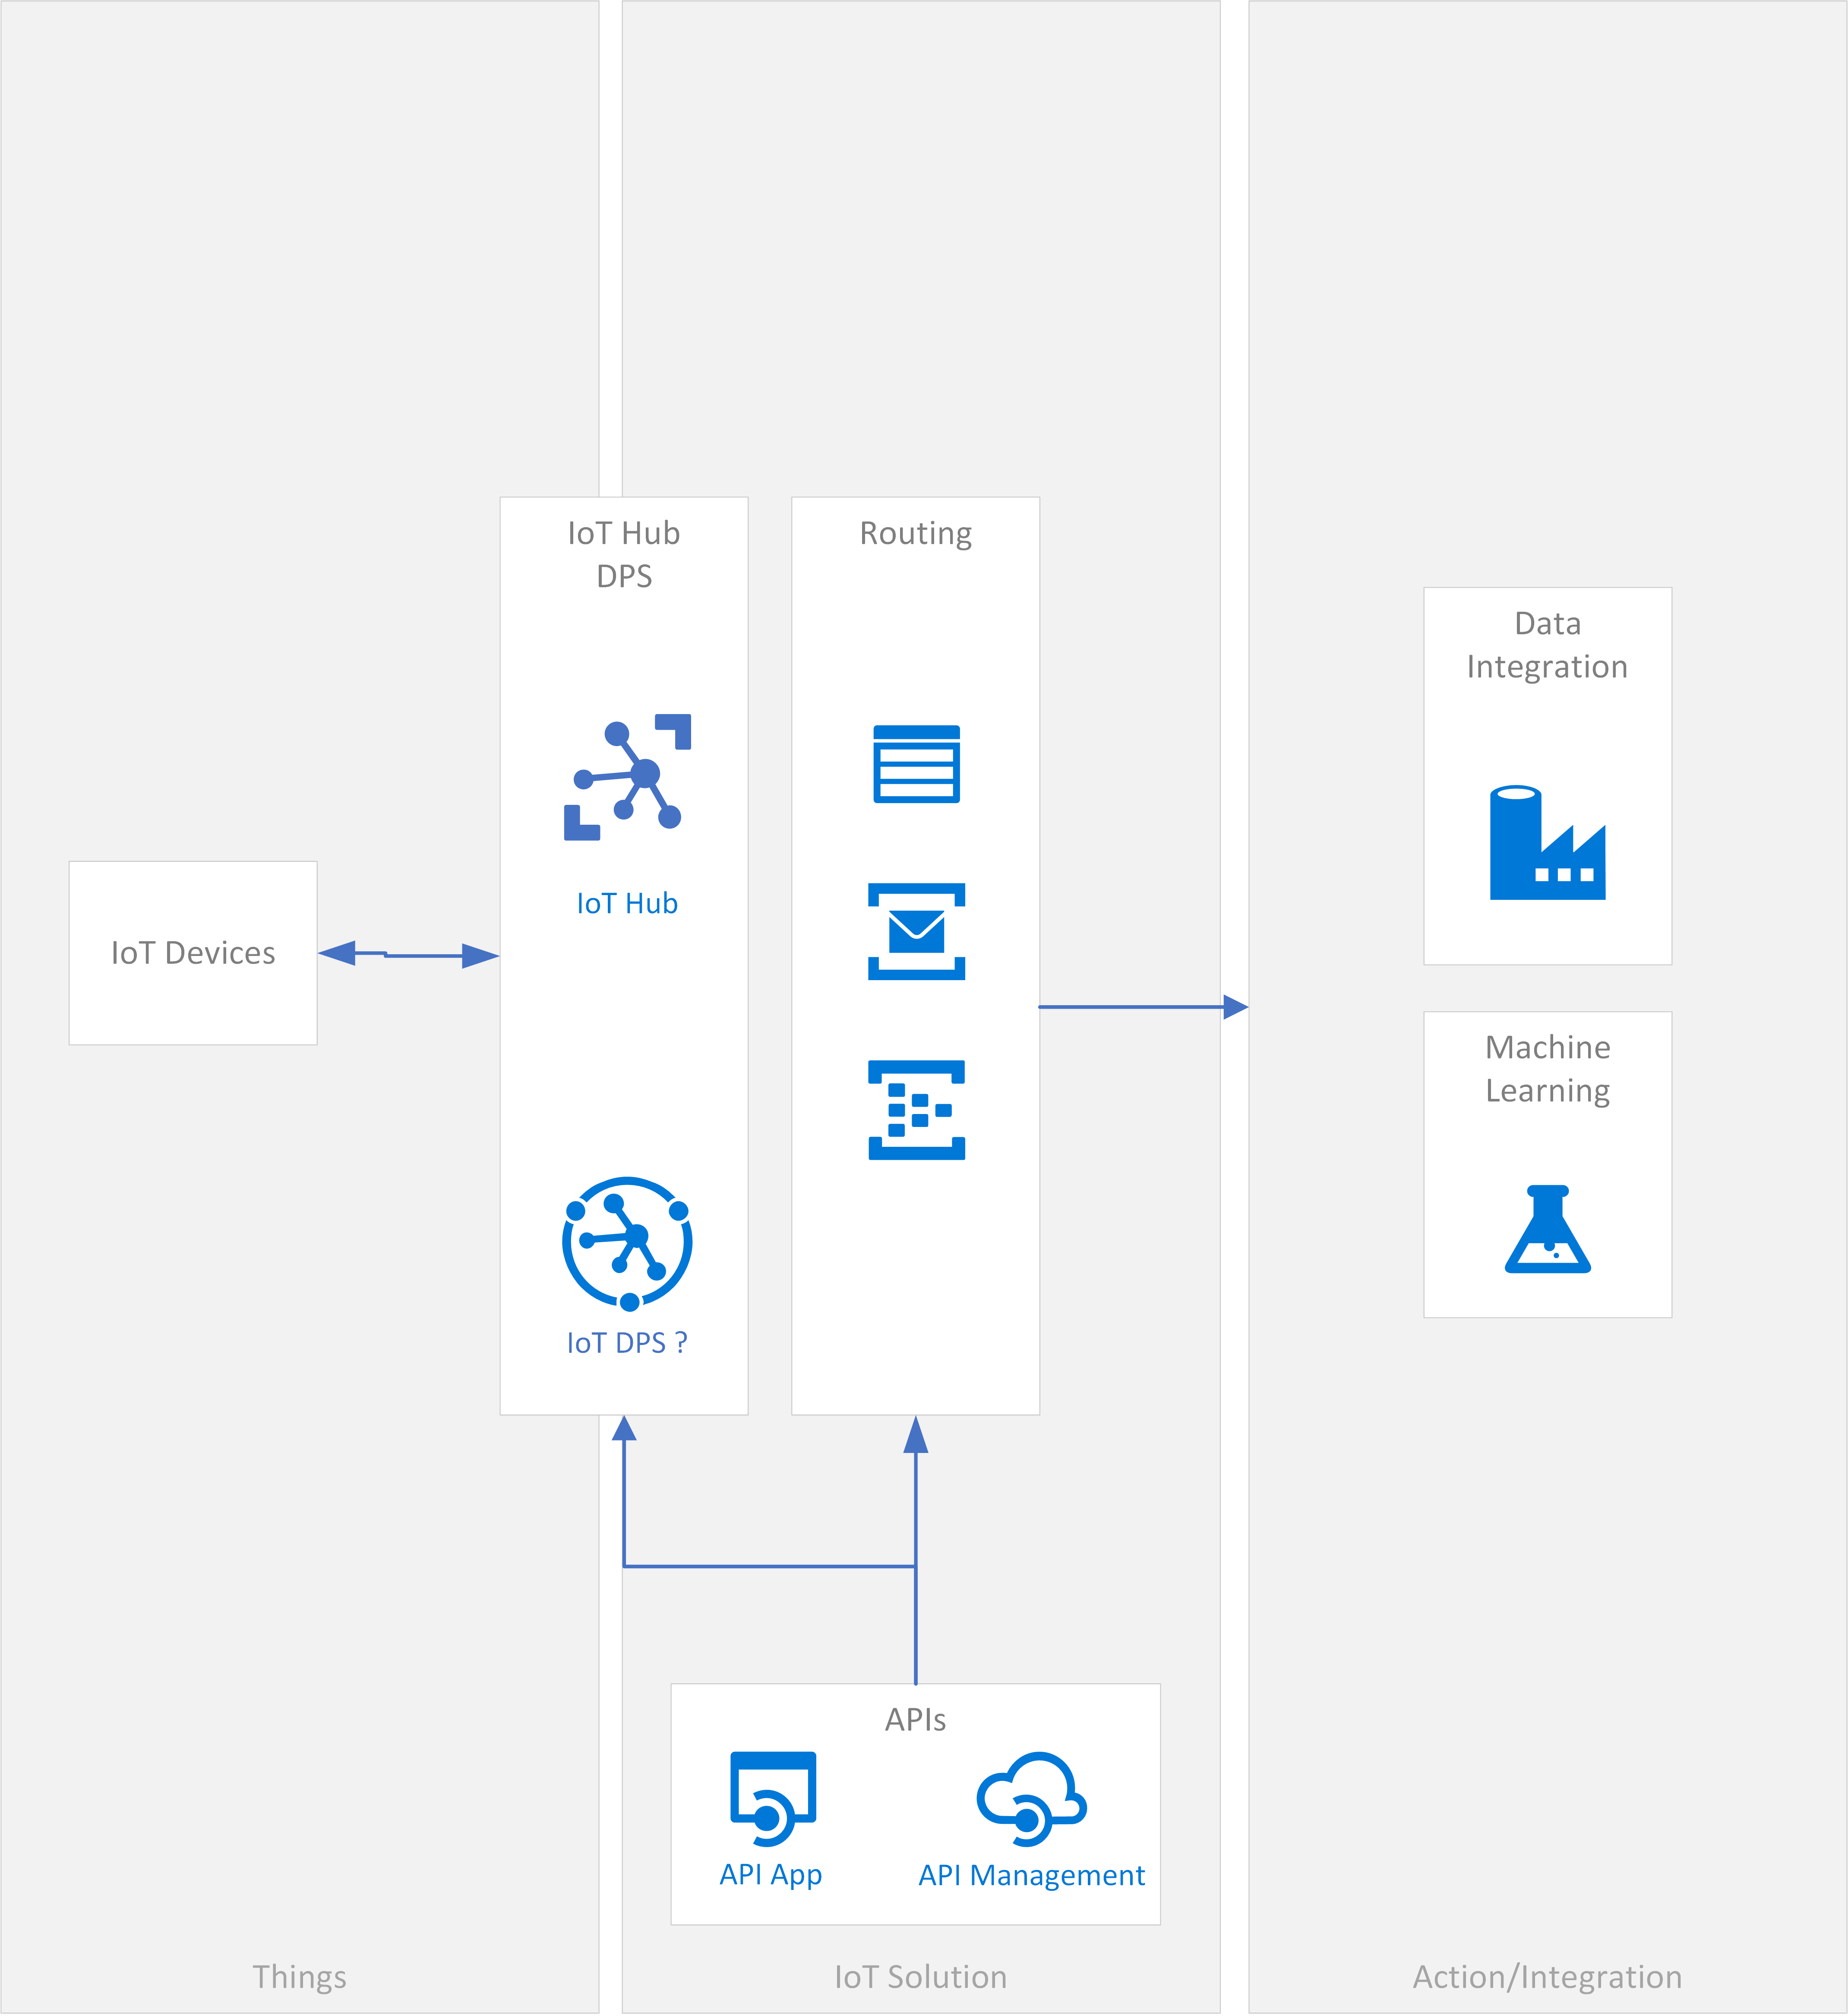 IoT Hub
DPS
Routing
IoT Hub
IoT Devices
IoT DPS ?
Data
Integration
Machine
Learning
APIs
API App
API Management
Things
IoT Solution
Action/Integration